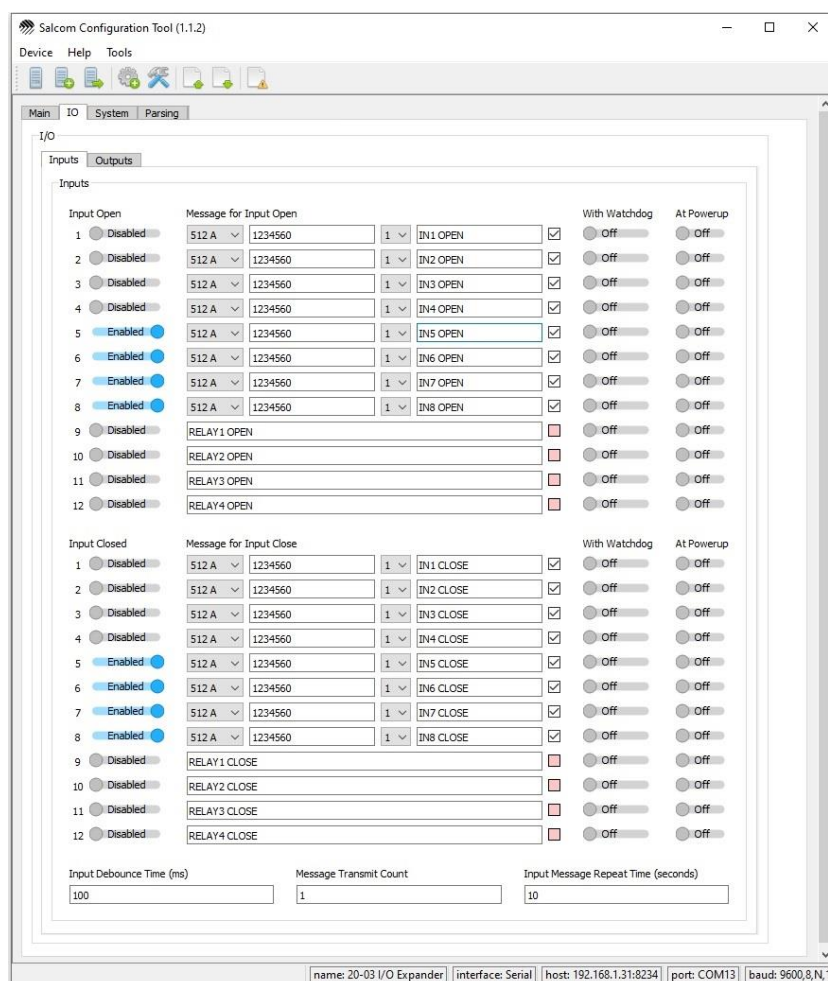 Salcom Configuration Tool (1.1.2)
Device Help Tools
Main IO System Parsing
I/O
Inputs Outputs
Inputs
Input Open Message for Input Open With Watchdog At Powerup
1 Disabled 512 A 1234560 1 IN1 OPEN Off Off
2 Disabled 512 A 1234560 1 IN2 OPEN Off Off
3 Disabled 512 A 1234560 1 IN3 OPEN Off Off
4 Disabled 512 A 1234560 1 IN4 OPEN Off Off
5 Enabled 512 A 1234560 1 IN5 OPEN Off Off
6 Enabled 512 A 1234560 1 IN6 OPEN Off Off
7 Enabled 512 A 1234560 1 IN7 OPEN Off Off
8 Enabled 512 A 1234560 1 IN8 OPEN Off Off
9 Disabled RELAY1 OPEN Off Off
10 Disabled RELAY2 OPEN Off Off
11 Disabled RELAY3 OPEN Off Off
12 Disabled RELAY4 OPEN Off Off
Input Closed Message for Input Close With Watchdog At Powerup
1 Disabled 512 A 1234560 1 IN1 CLOSE Off Off
2 Disabled 512 A 1234560 1 IN2 CLOSE Off Off
3 Disabled 512 A 1234560 1 IN3 CLOSE Off Off
4 Disabled 512 A 1234560 1 IN4 CLOSE Off Off
5 Enabled 512 A 1234560 1 IN5 CLOSE Off Off
6 Enabled 512 A 1234560 1 IN6 CLOSE Off Off
7 Enabled 512 A 1234560 1 IN7 CLOSE Off Off
8 Enabled 512 A 1234560 1 IN8 CLOSE Off Off
9 Disabled RELAY1 CLOSE Off Off
10 Disabled RELAY2 CLOSE Off Off
11 Disabled RELAY3 CLOSE Off Off
12 Disabled RELAY4 CLOSE Off Off
Input Debounce Time (ms) Message Transmit Count Input Message Repeat Time (seconds)
100 1 10
name: 20-03 I/O Expander interface: Serial host: 192.168.1.31:8234 port: COM13 baud: 9600,8,N,1